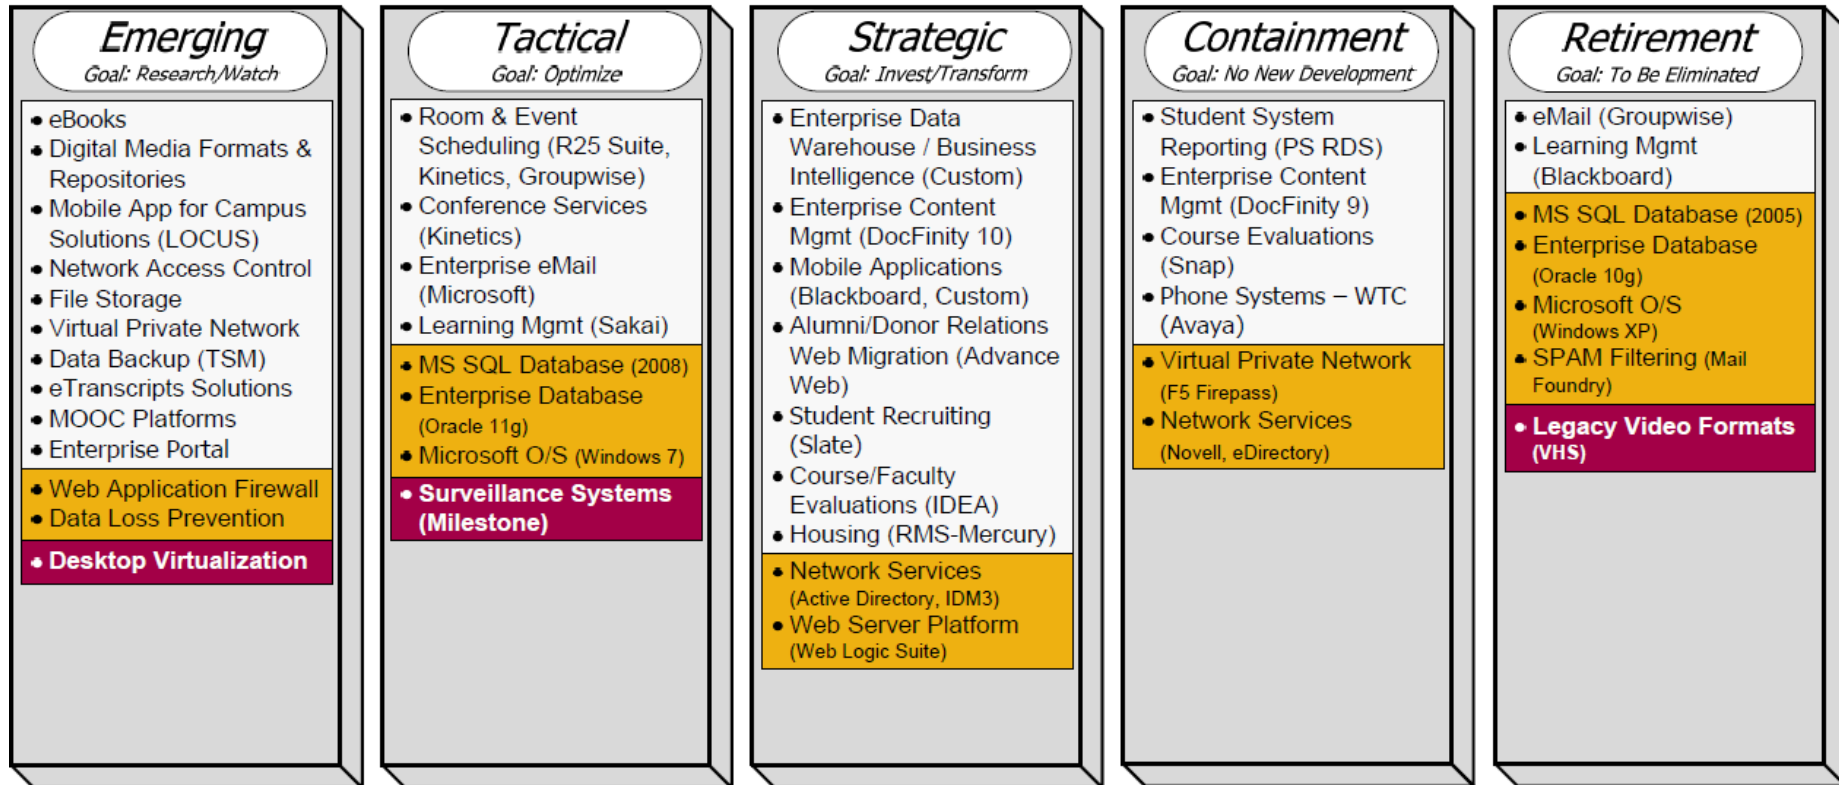 Emerging
Goal: Research/Watch
• eBooks
• Digital Media Formats &
Repositories
• Mobile App for Campus
Solutions (LOCUS)
• Network Access Control
• File Storage
• Virtual Private Network
• Data Backup (TSM)
• eTranscripts Solutions
• MOOC Platforms
• Enterprise Portal
• Web Application Firewall
• Data Loss Prevention
• Desktop Virtualization
Tactical
Goal: Optimize
• Room & Event
Scheduling (R25 Suite,
Kinetics, Groupwise)
• Conference Services
(Kinetics)
• Enterprise eMail
(Microsoft)
• Learning Mgmt (Sakai)
• MS SQL Database (2008)
• Enterprise Database
(Oracle 11g)
• Microsoft O/S (Windows 7)
• Surveillance Systems
(Milestone)
Strategic
Goal: Invest/Transform
• Enterprise Data
Warehouse / Business
Intelligence (Custom)
• Enterprise Content
Mgmt (DocFinity 10)
• Mobile Applications
(Blackboard, Custom)
• Alumni/Donor Relations
Web Migration (Advance
Web)
• Student Recruiting
(Slate)
• Course/Faculty
Evaluations (IDEA)
• Housing (RMS-Mercury)
• Network Services
(Active Directory, IDM3)
• Web Server Platform
(Web Logic Suite)
Containment
Goal: No New Development
• Student System
Reporting (PS RDS)
• Enterprise Content
Mgmt (DocFinity 9)
• Course Evaluations
(Snap)
• Phone Systems – WTC
(Avaya)
• Virtual Private Network
(F5 Firepass)
• Network Services
(Novell, eDirectory)
Retirement
Goal: To Be Eliminated
• eMail (Groupwise)
• Learning Mgmt
(Blackboard)
• MS SQL Database (2005)
• Enterprise Database
(Oracle 10g)
• Microsoft O/S
(Windows XP)
• SPAM Filtering (Mail
Foundry)
• Legacy Video Formats
(VHS)